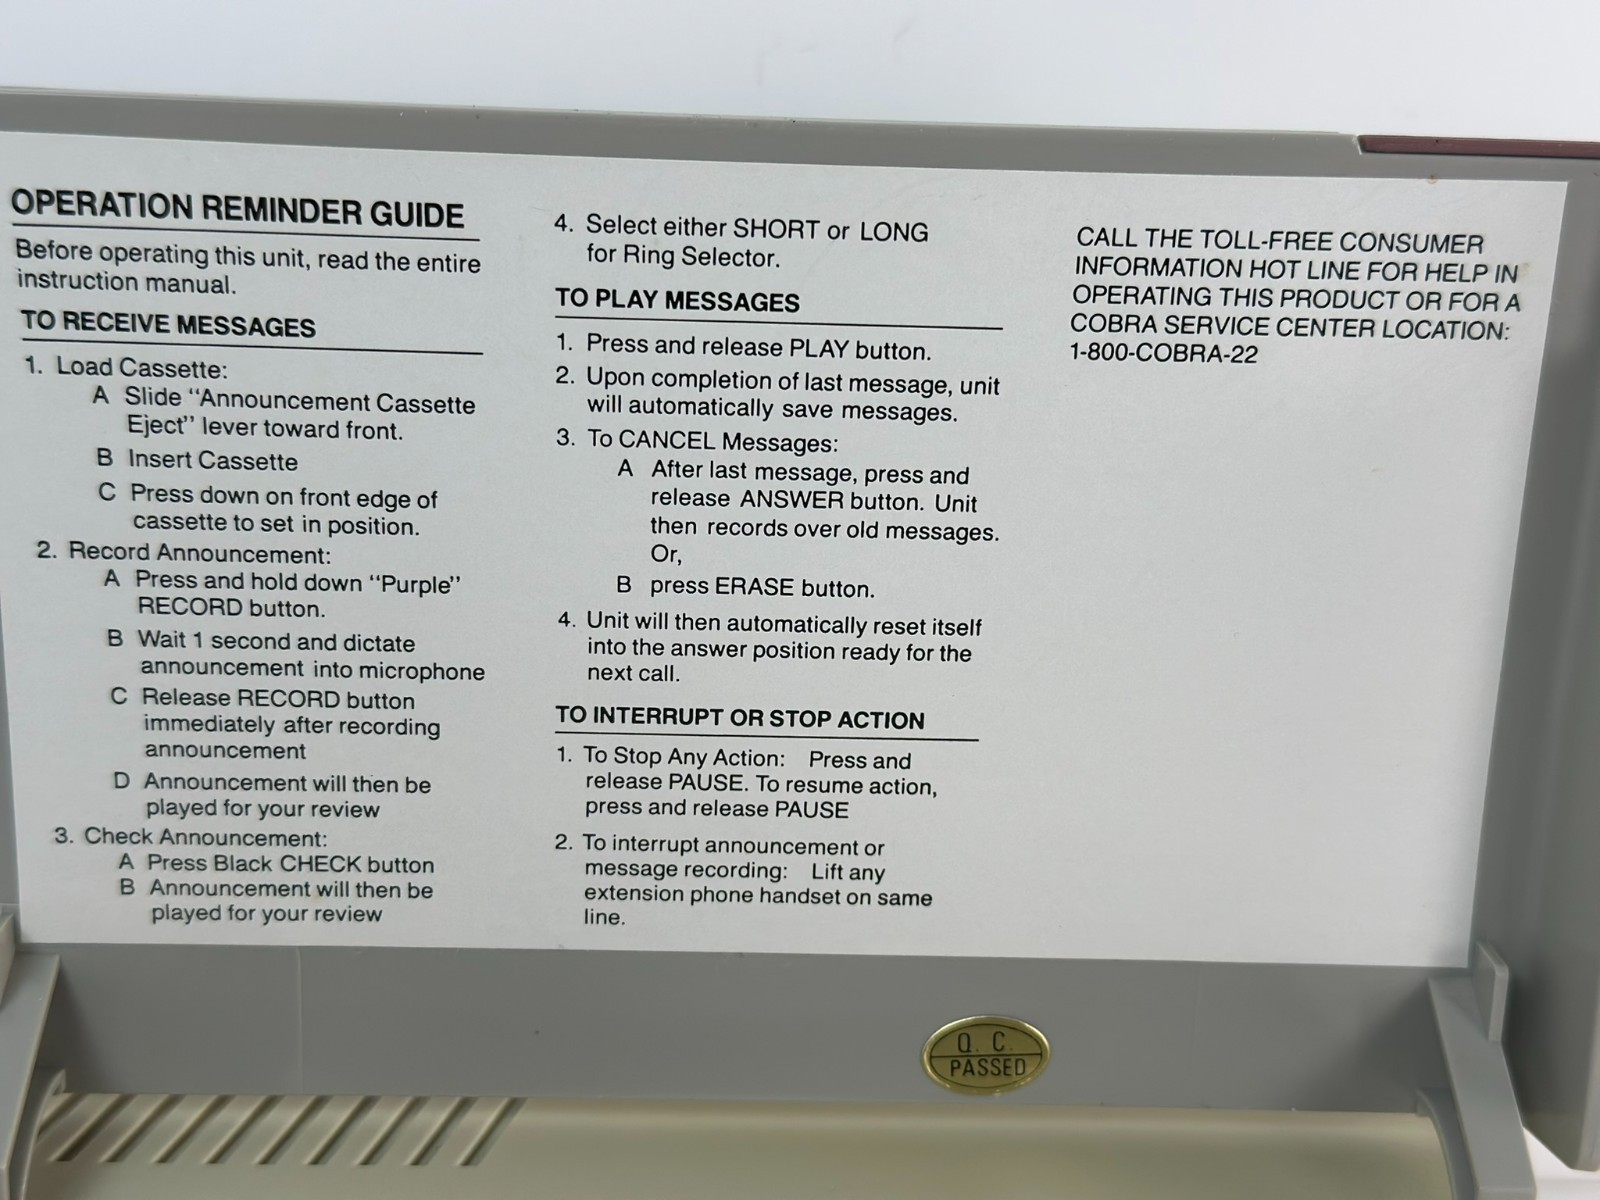 OPERATION REMINDER GUIDE
Before operating this unit, read the entire
instruction manual.
TO RECEIVE MESSAGES
1. Load Cassette:
A Slide "Announcement Cassette
Eject" lever toward front.
B Insert Cassette
C Press down on front edge of
cassette to set in position.
2. Record Announcement:
A Press and hold down "Purple"
RECORD button.
B Wait 1 second and dictate
announcement into microphone
C Release RECORD button
immediately after recording
announcement
D Announcement will then be
played for your review
3. Check Announcement:
A Press Black CHECK button
B Announcement will then be
played for your review
4. Select either SHORT or LONG
for Ring Selector.
TO PLAY MESSAGES
1. Press and release PLAY button.
2. Upon completion of last message, unit
will automatically save messages.
3. To CANCEL Messages:
A After last message, press and
release ANSWER button. Unit
then records over old messages.
Or,
B press ERASE button.
4. Unit will then automatically reset itself
into the answer position ready for the
next call.
TO INTERRUPT OR STOP ACTION
1. To Stop Any Action: Press and
release PAUSE. To resume action,
press and release PAUSE
2. To interrupt announcement or
message recording: Lift any
extension phone handset on same
line.
CALL THE TOLL-FREE CONSUMER
INFORMATION HOT LINE FOR HELP IN
OPERATING THIS PRODUCT OR FOR A
COBRA SERVICE CENTER LOCATION:
1-800-COBRA-22
Q. C.
PASSED